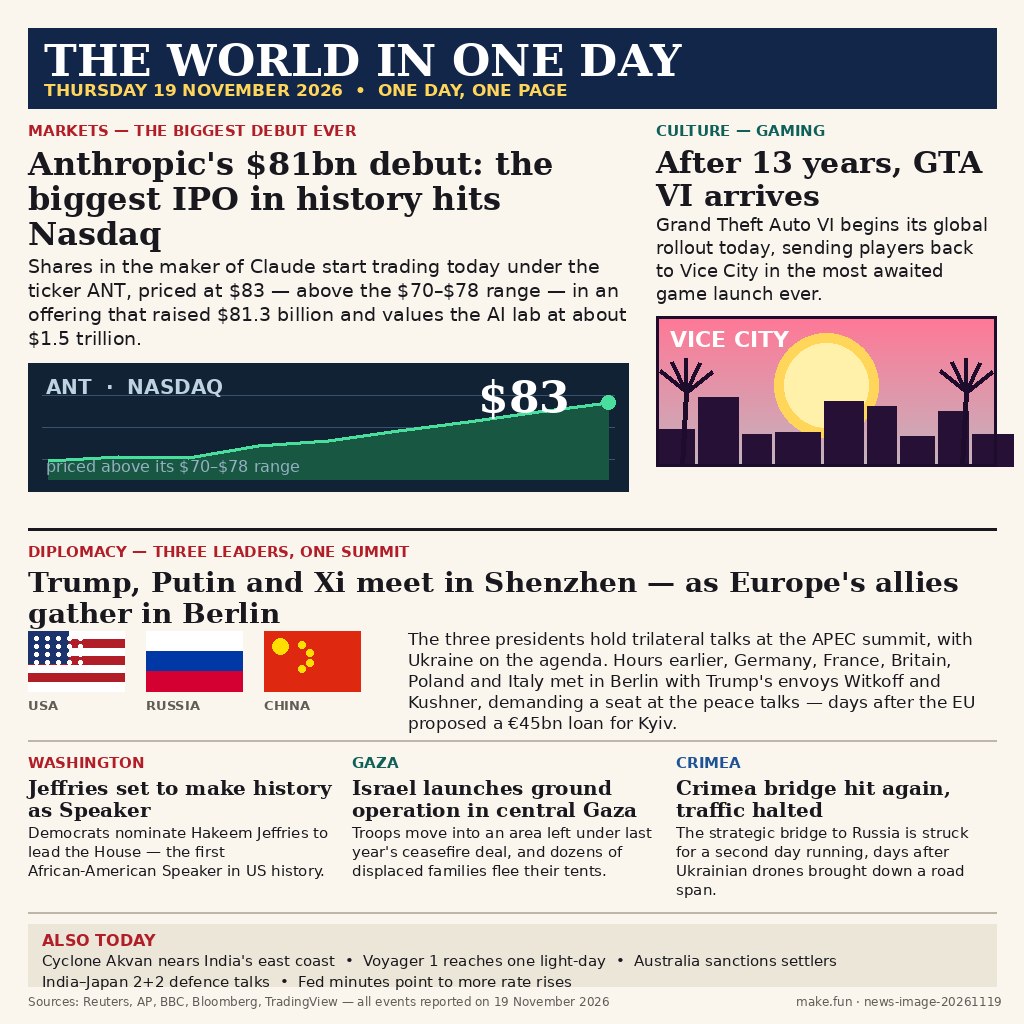 THE WORLD IN ONE DAY
THURSDAY 19 NOVEMBER 2026 • ONE DAY, ONE PAGE
MARKETS — THE BIGGEST DEBUT EVER
Anthropic's $81bn debut: the
biggest IPO in history hits
Nasdaq
Shares in the maker of Claude start trading today under the
ticker ANT, priced at $83 — above the $70–$78 range — in an
offering that raised $81.3 billion and values the AI lab at about
$1.5 trillion.
ANT · NASDAQ
$83
priced above its $70–$78 range
CULTURE — GAMING
After 13 years, GTA
VI arrives
Grand Theft Auto VI begins its global
rollout today, sending players back
to Vice City in the most awaited
game launch ever.
VICE CITY
DIPLOMACY — THREE LEADERS, ONE SUMMIT
Trump, Putin and Xi meet in Shenzhen — as Europe's allies
gather in Berlin
USA
RUSSIA
CHINA
The three presidents hold trilateral talks at the APEC summit, with
Ukraine on the agenda. Hours earlier, Germany, France, Britain,
Poland and Italy met in Berlin with Trump's envoys Witkoff and
Kushner, demanding a seat at the peace talks — days after the EU
proposed a €45bn loan for Kyiv.
WASHINGTON
Jeffries set to make history
as Speaker
Democrats nominate Hakeem Jeffries to
lead the House — the first
African-American Speaker in US history.
GAZA
Israel launches ground
operation in central Gaza
Troops move into an area left under last
year's ceasefire deal, and dozens of
displaced families flee their tents.
CRIMEA
Crimea bridge hit again,
traffic halted
The strategic bridge to Russia is struck
for a second day running, days after
Ukrainian drones brought down a road
span.
ALSO TODAY
Cyclone Akvan nears India's east coast • Voyager 1 reaches one light-day • Australia sanctions settlers
India–Japan 2+2 defence talks • Fed minutes point to more rate rises
Sources: Reuters, AP, BBC, Bloomberg, TradingView — all events reported on 19 November 2026
make.fun · news-image-20261119